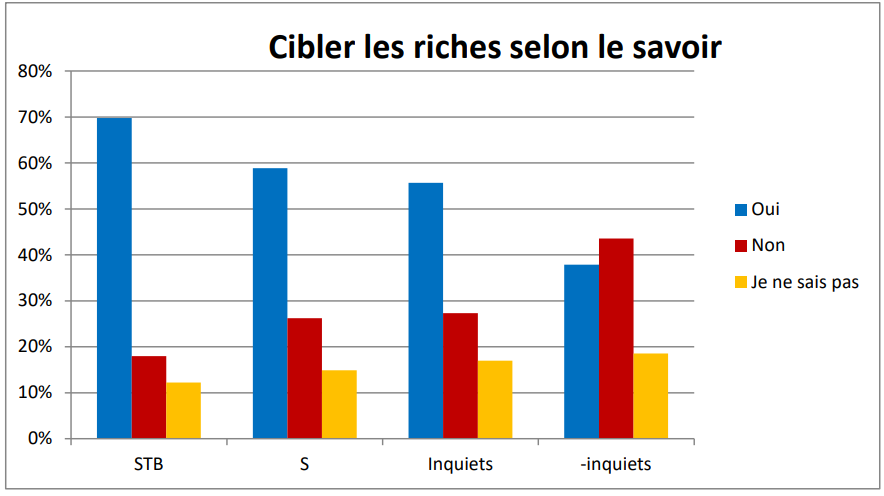 Cibler les riches selon le savoir
80%
70%
60%
50%
40%
30%
20%
10%
0%
STB
S
Inquiets
-inquiets
Oui
Non
Je ne sais pas